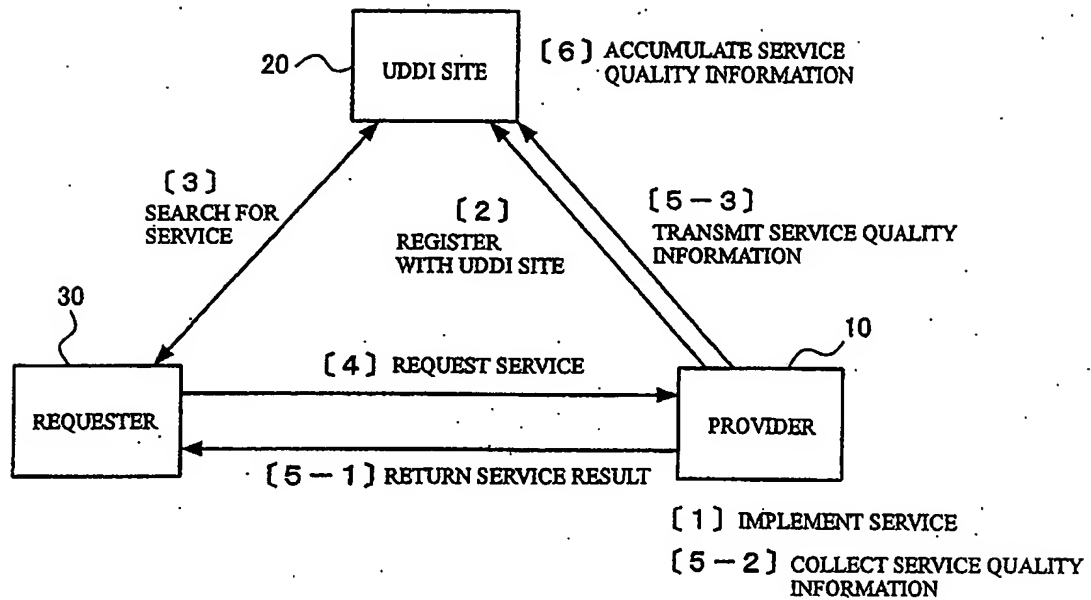 20
UDDI SITE
[6] ACCUMULATE SERVICE
QUALITY INFORMATION
[3]
SEARCH FOR
SERVICE
[2]
REGISTER
WITH UDDI SITE
[5-3]
TRANSMIT SERVICE QUALITY
INFORMATION
30
10
[4] REQUEST SERVICE
REQUESTER
PROVIDER
[5-1] RETURN SERVICE RESULT
[1] IMPLEMENT SERVICE
[5-2] COLLECT SERVICE QUALITY
INFORMATION